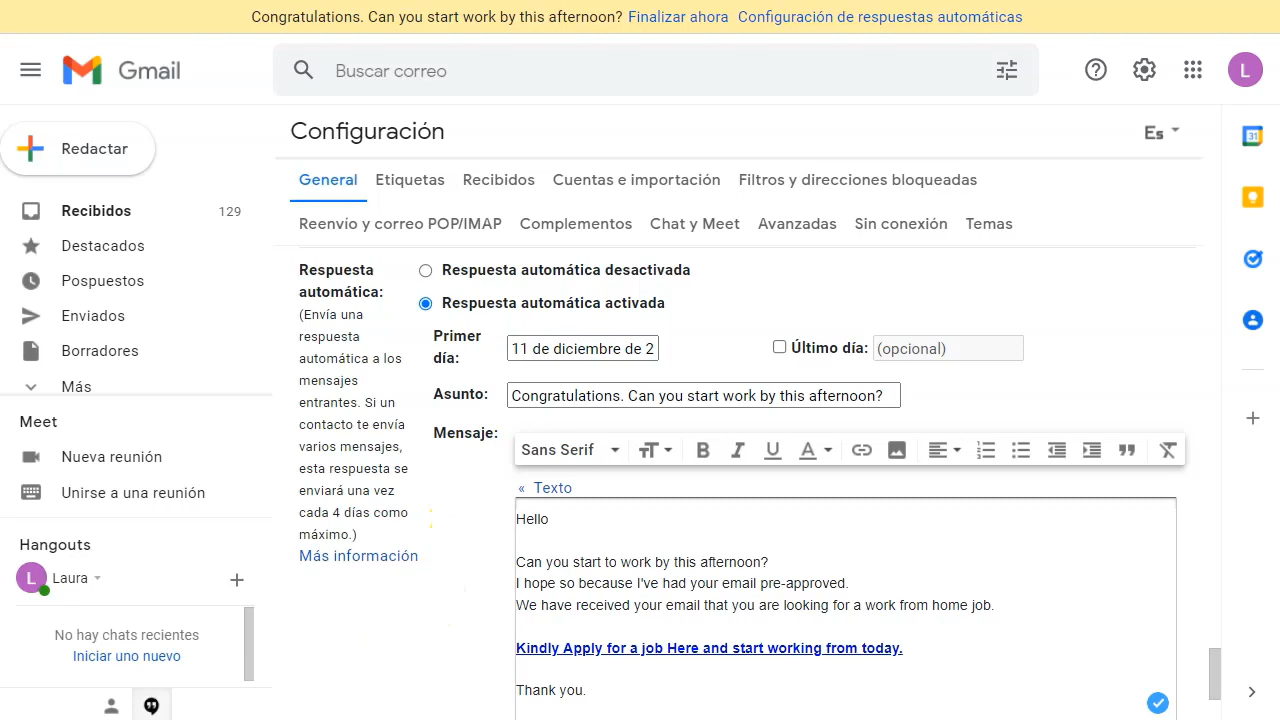 Congratulations. Can you start work by this afternoon? Finalizar ahora Configuración de respuestas automáticas
Gmail
Buscar correo
L
Redactar
Configuración
Es
General Etiquetas Recibidos Cuentas e importación Filtros y direcciones bloqueadas
Reenvío y correo POP/IMAP Complementos Chat y Meet Avanzadas Sin conexión Temas
Recibidos 129
Destacados
Pospuestos
Enviados
Borradores
Más
Meet
Nueva reunión
Unirse a una reunión
Hangouts
L Laura
No hay chats recientes
Iniciar uno nuevo
Respuesta
automática:
(Envía una
respuesta
automática a los
mensajes
entrantes. Si un
contacto te envía
varios mensajes,
esta respuesta se
enviará una vez
cada 4 días como
máximo.)
Más información
Respuesta automática desactivada
Respuesta automática activada
Primer
día:
11 de diciembre de 2
Último día: (opcional)
Asunto: Congratulations. Can you start work by this afternoon?
Mensaje:
Sans Serif
« Texto
Hello
Can you start to work by this afternoon?
I hope so because I've had your email pre-approved.
We have received your email that you are looking for a work from home job.
Kindly Apply for a job Here and start working from today.
Thank you.
31